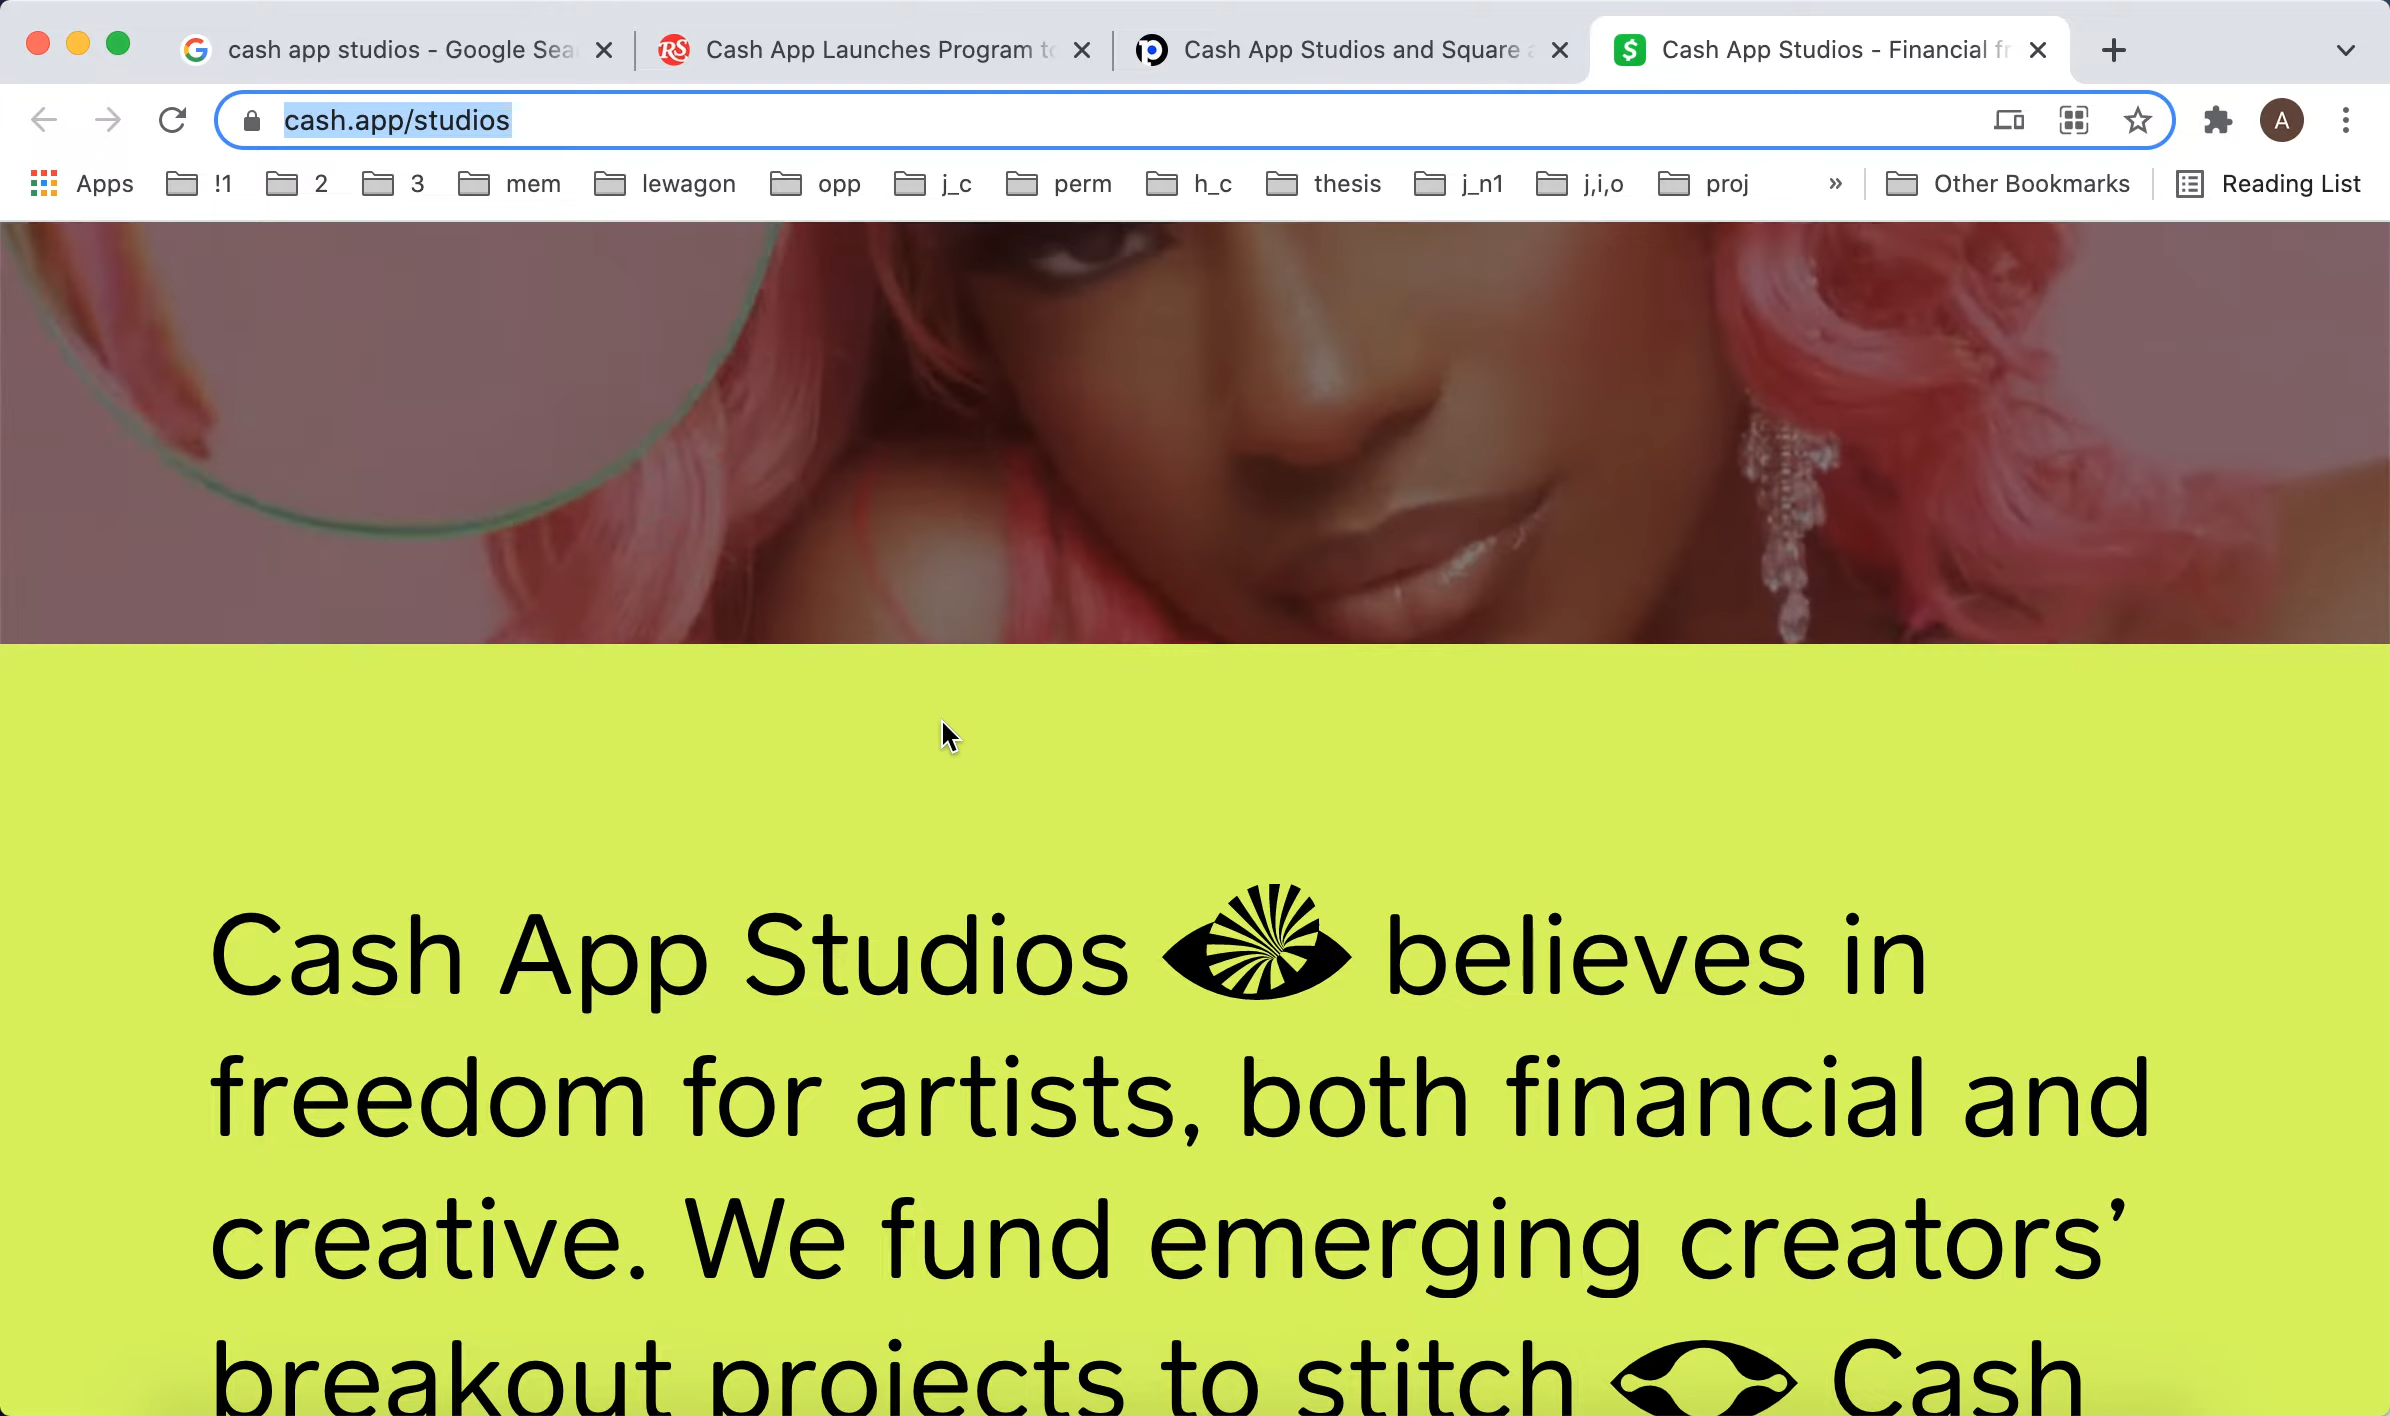 cash app studios - Google Sea
Cash App Launches Program to
Cash App Studios and Square a
Cash App Studios - Financial fr
cash.app/studios
A
Apps !1 2 3 mem lewagon opp j_c perm h_c thesis j_n1 j,i,o proj » Other Bookmarks Reading List
Cash App Studios believes in
freedom for artists, both financial and
creative. We fund emerging creators’
breakout projects to stitch Cash